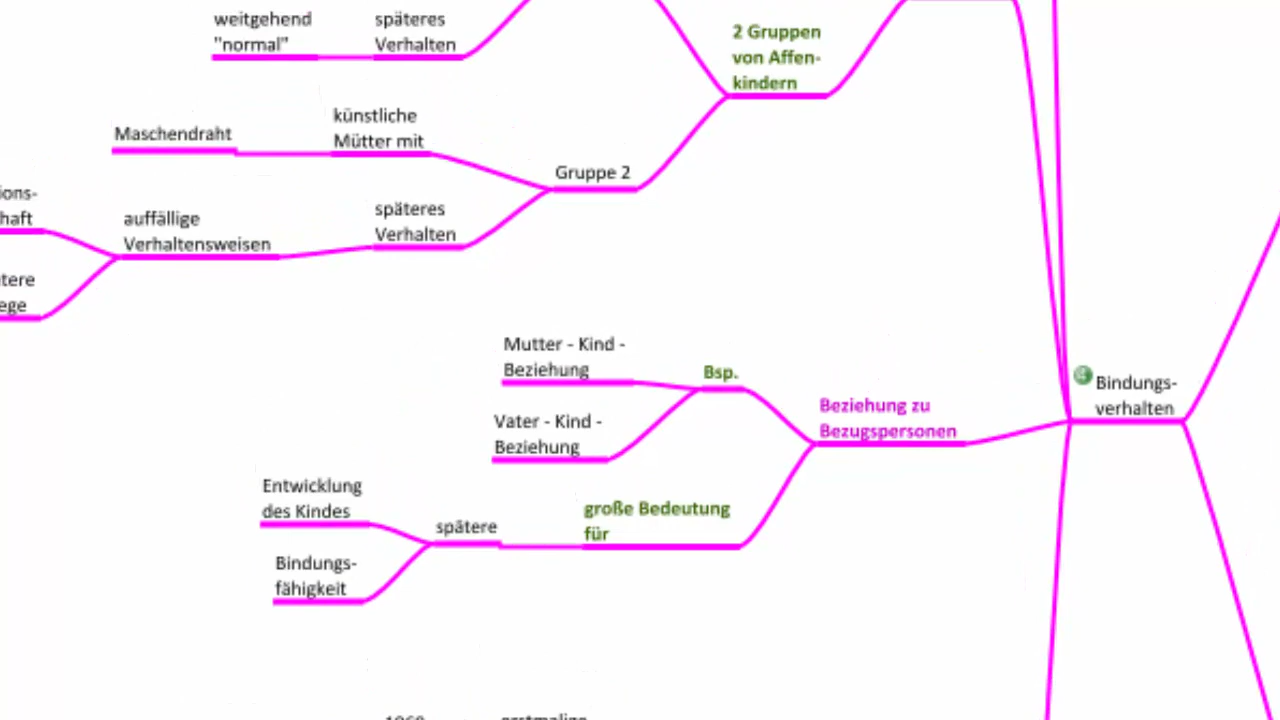 weitgehend
"normal"
späteres
Verhalten
2 Gruppen
von Affen-
kindern
Maschendraht
künstliche
Mütter mit
Gruppe 2
auffällige
Verhaltensweisen
späteres
Verhalten
Mutter - Kind -
Beziehung
Bsp.
Vater - Kind -
Beziehung
Beziehung zu
Bezugspersonen
Bindungs-
verhalten
Entwicklung
des Kindes
spätere
große Bedeutung
für
Bindungs-
fähigkeit